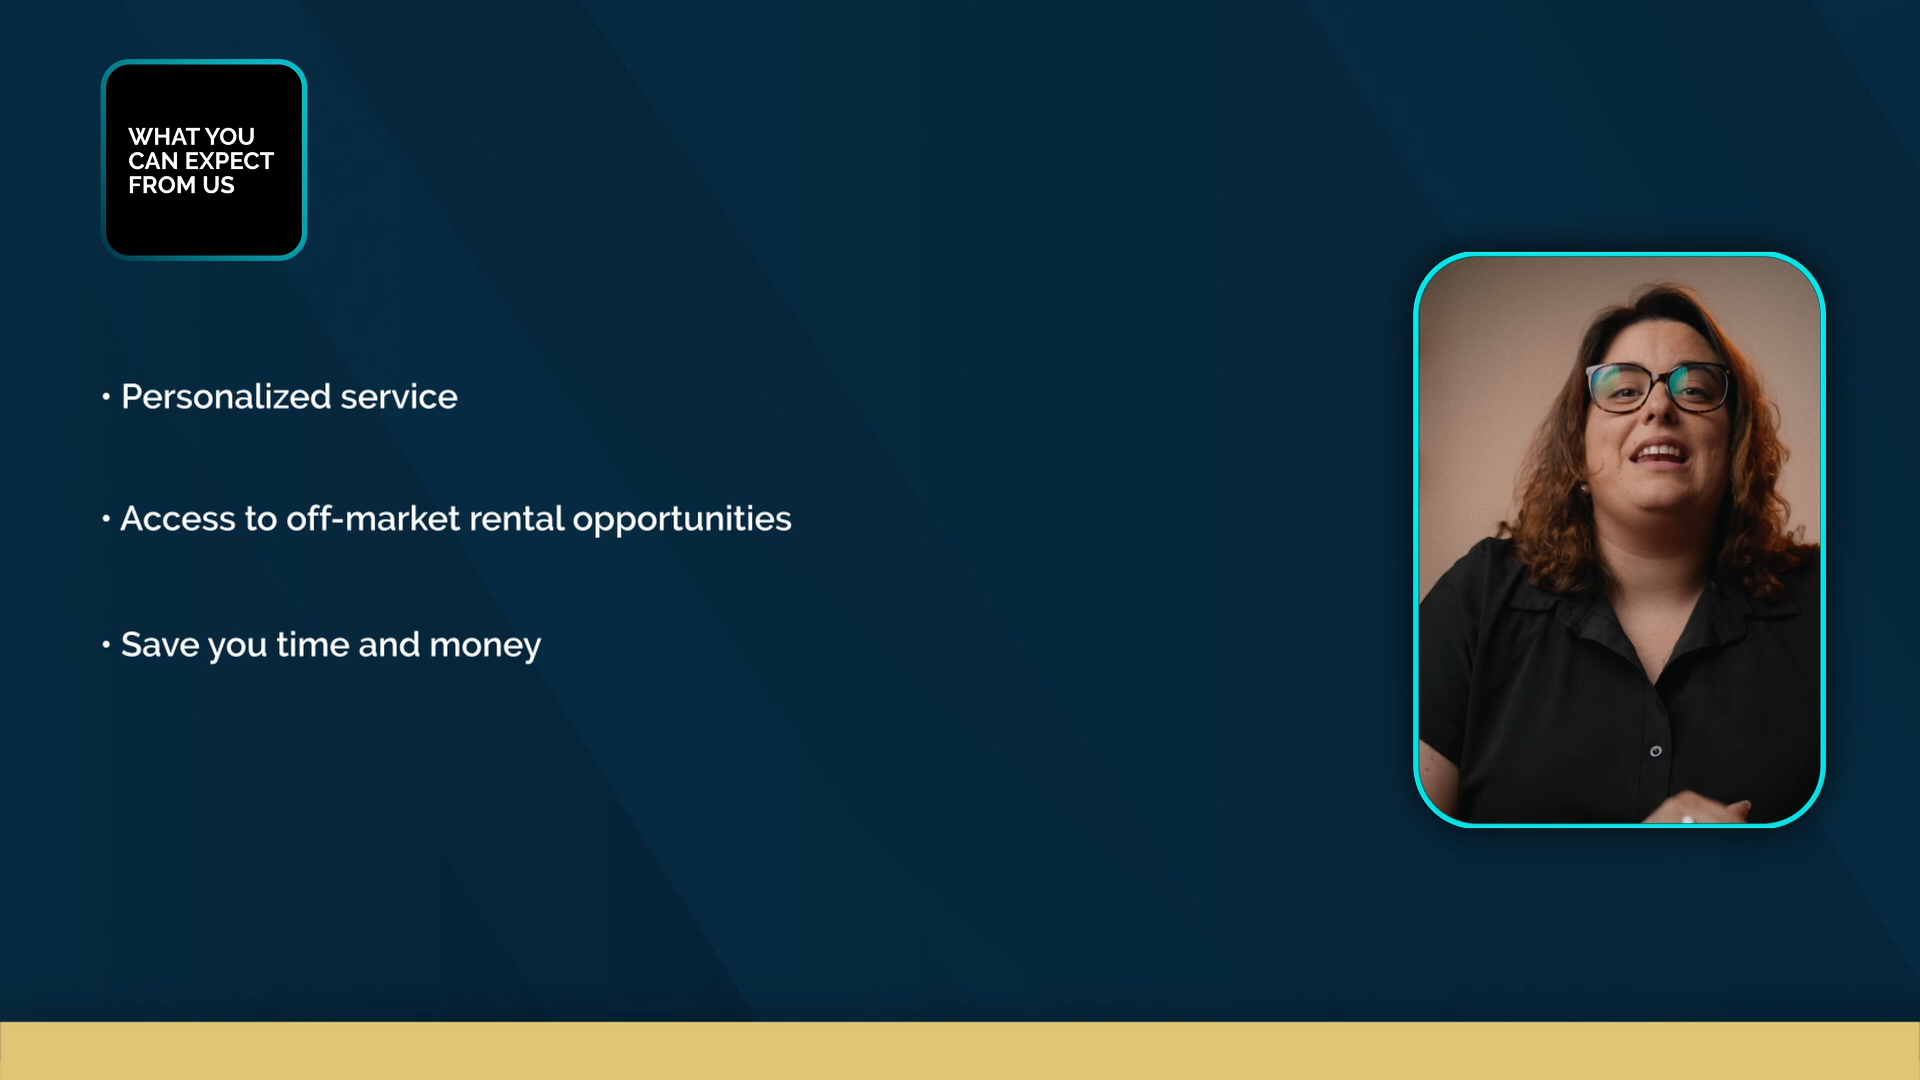 WHAT YOU
CAN EXPECT
FROM US
• Personalized service
• Access to off-market rental opportunities
• Save you time and money